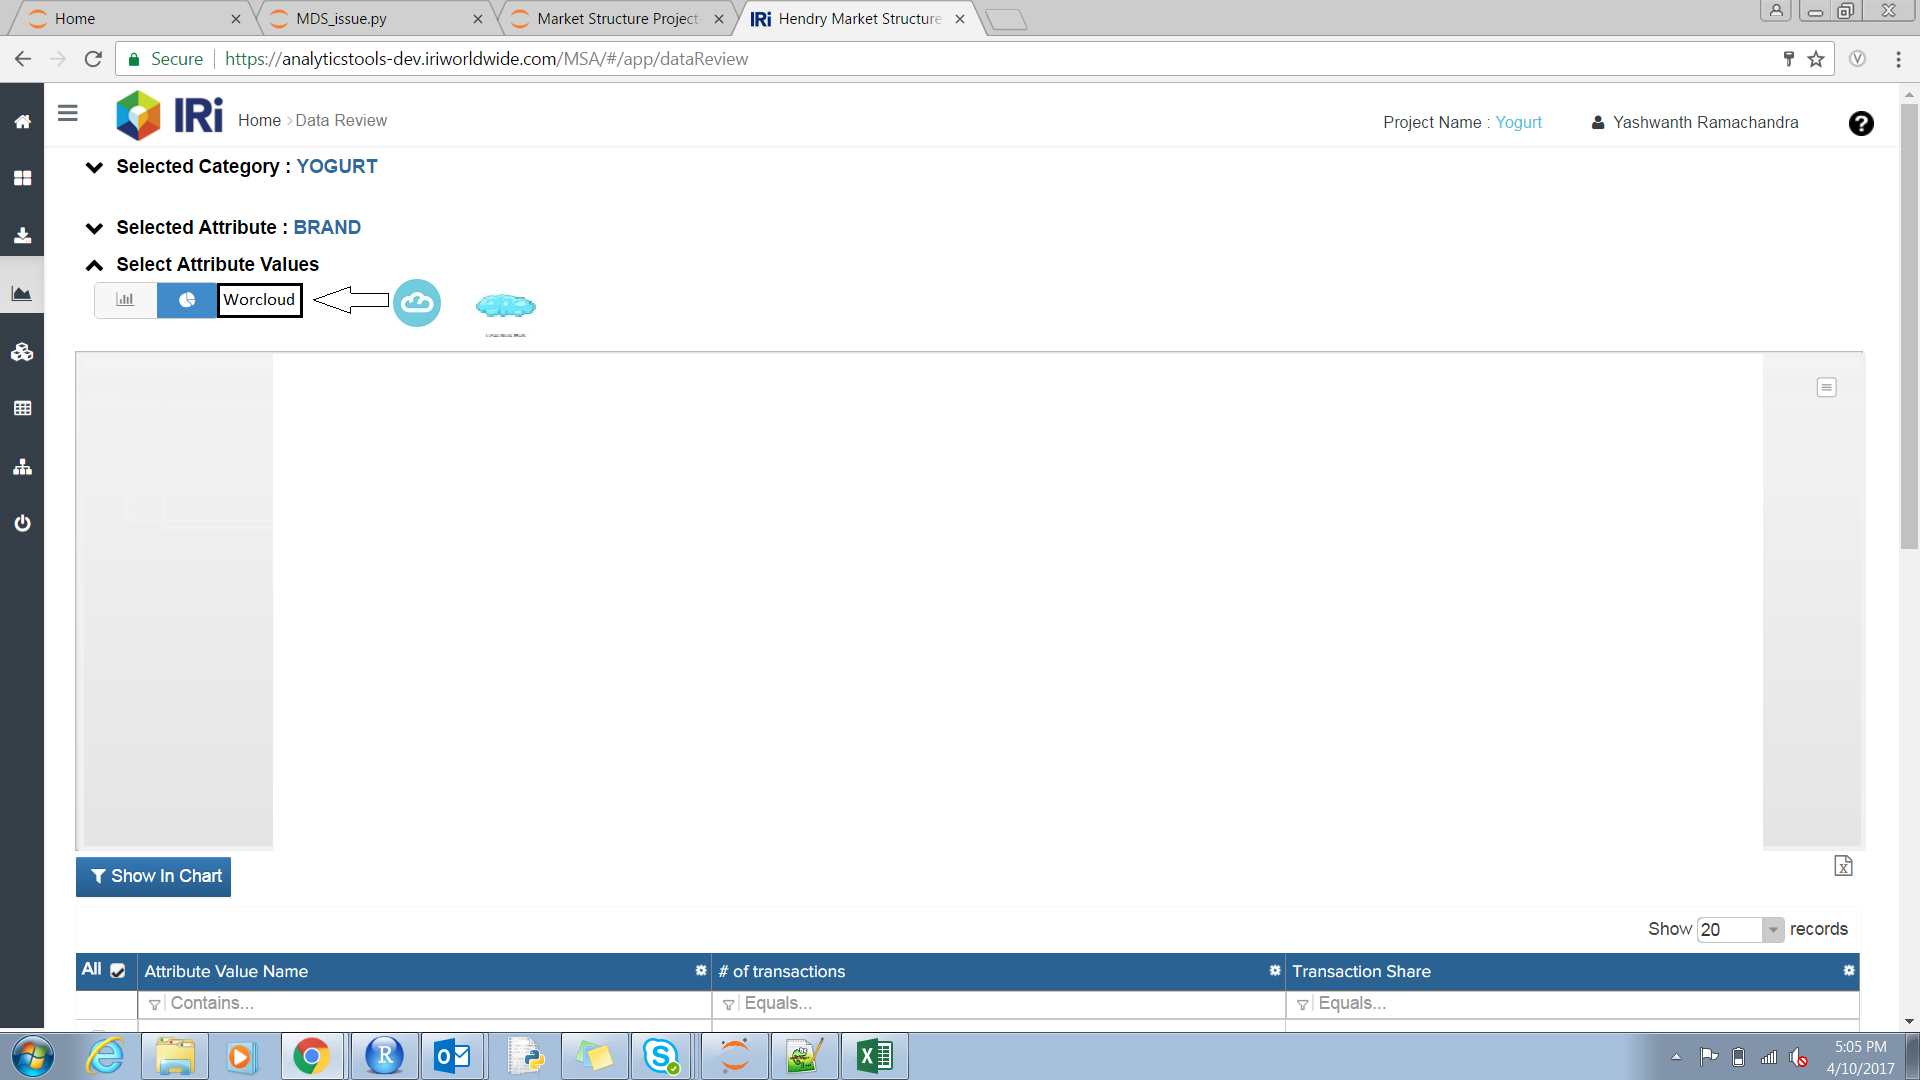 Home
MDS_issue.py
Market Structure Project
IRi Hendry Market Structure
Secure
https://analyticstools-dev.iriworldwide.com/MSA/#/app/dataReview
IRi
Home
Data Review
Project Name : Yogurt
Yashwanth Ramachandra
?
Selected Category : YOGURT
Selected Attribute : BRAND
Select Attribute Values
Worcloud
Show In Chart
Show 20 records
All
Attribute Value Name
# of transactions
Transaction Share
Contains...
Equals...
Equals...
5:05 PM
4/10/2017